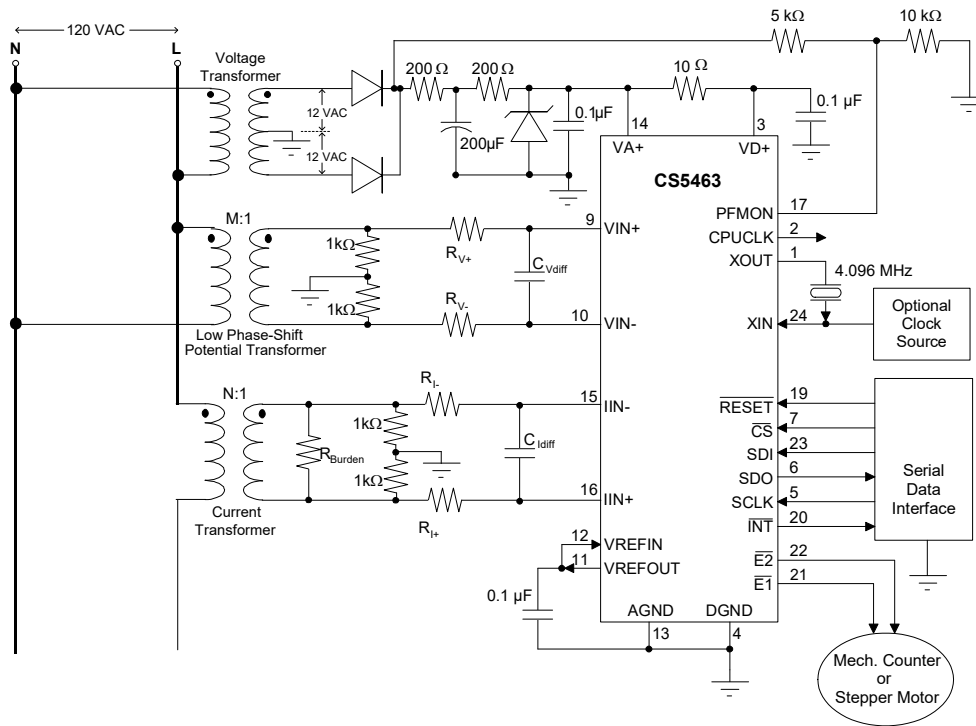 120 VAC
N
L
Voltage
Transformer
12 VAC
12 VAC
200 Ω
200 Ω
200µF
0.1µF
10 Ω
5 kΩ
10 kΩ
0.1 µF
14
3
VA+
VD+
CS5463
PFMON
17
CPUCLK
2
XOUT
1
4.096 MHz
XIN
24
Optional
Clock
Source
M:1
1kΩ
1kΩ
RV+
RV-
CVdiff
9
VIN+
10
VIN-
Low Phase-Shift
Potential Transformer
N:1
RBurden
1kΩ
1kΩ
RI-
RI+
CIdiff
15
IIN-
16
IIN+
Current
Transformer
RESET
19
CS
7
SDI
23
SDO
6
SCLK
5
INT
20
Serial
Data
Interface
12
VREFIN
11
VREFOUT
0.1 µF
E2
22
E1
21
AGND
DGND
13
4
Mech. Counter
or
Stepper Motor